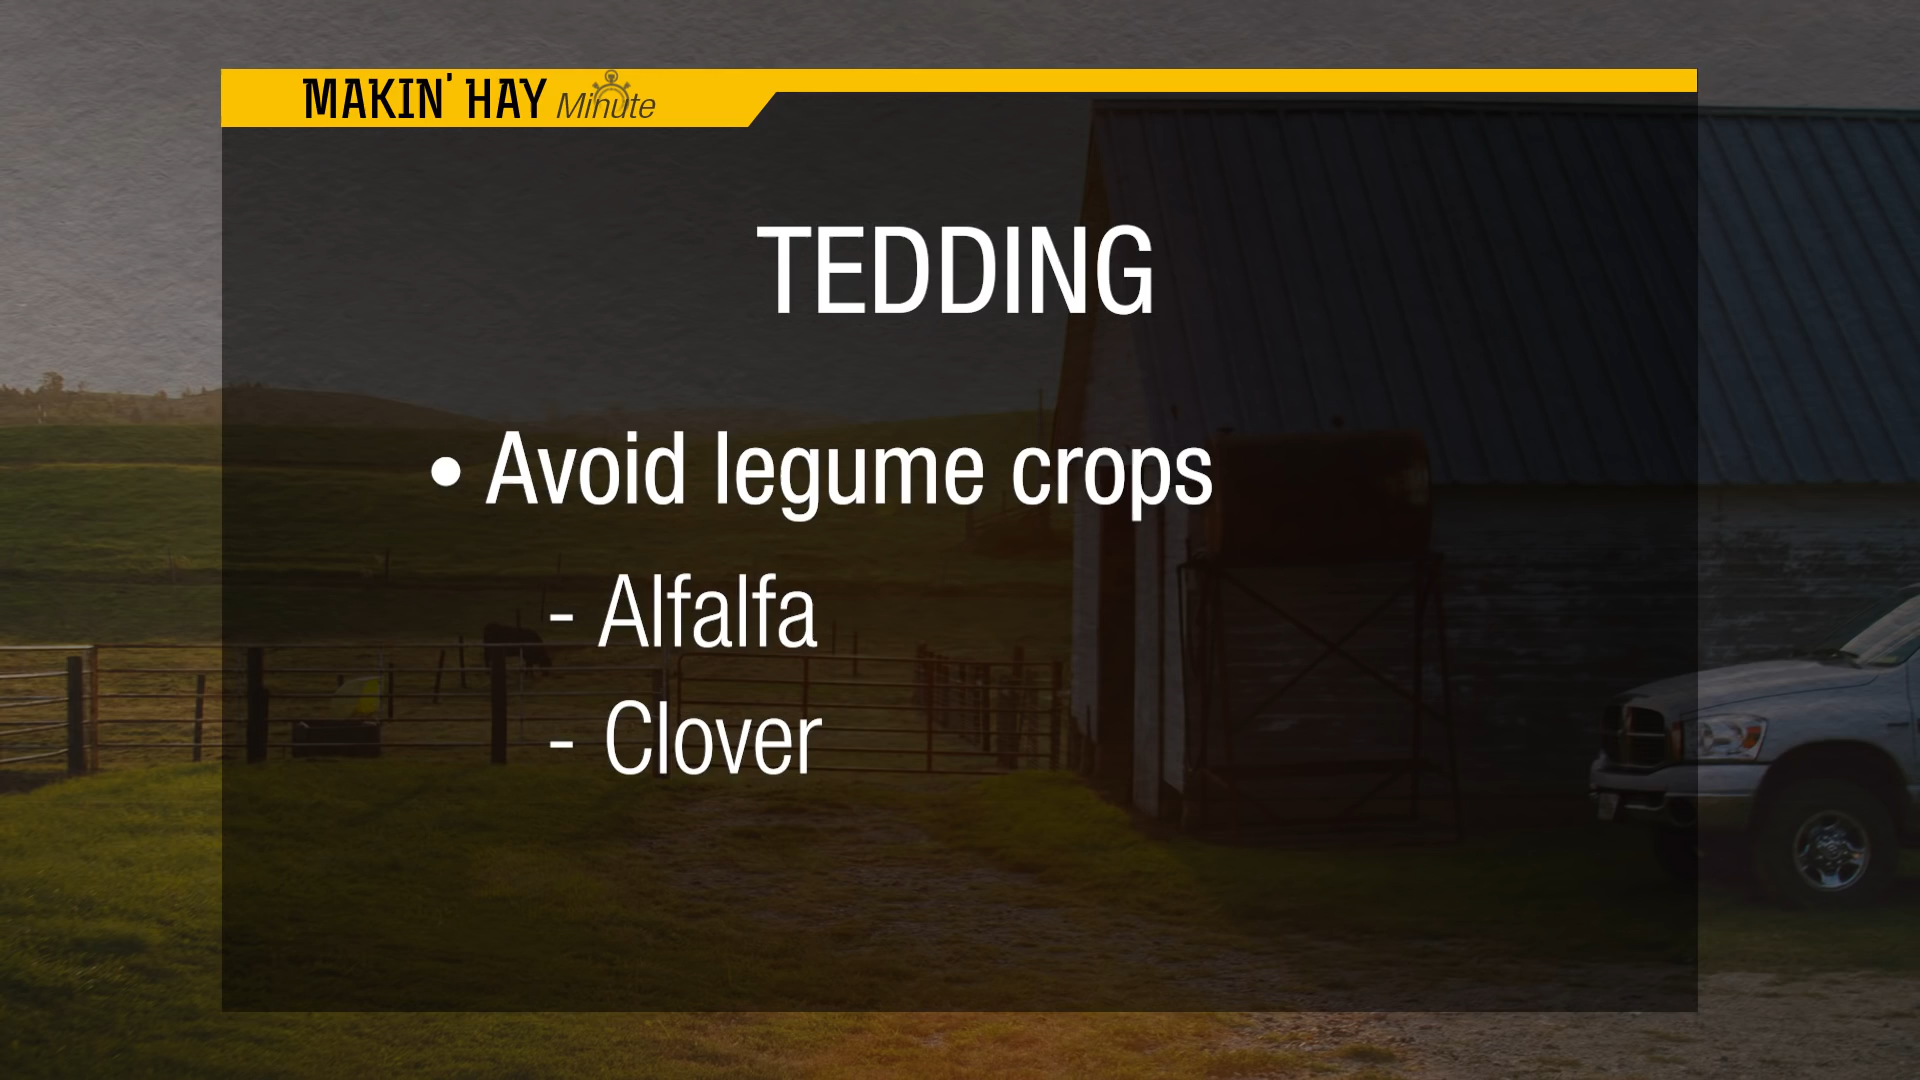 MAKIN' HAY Minute
TEDDING
• Avoid legume crops
- Alfalfa
- Clover